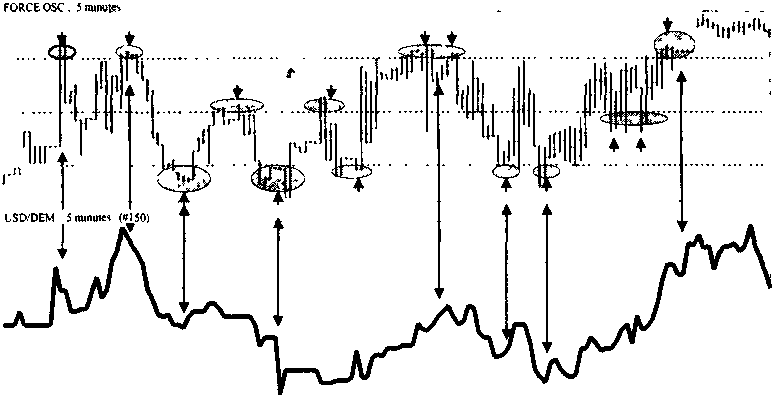 FORCE OSC. 5 minutes
USD/DEM 5 minutes (#150)